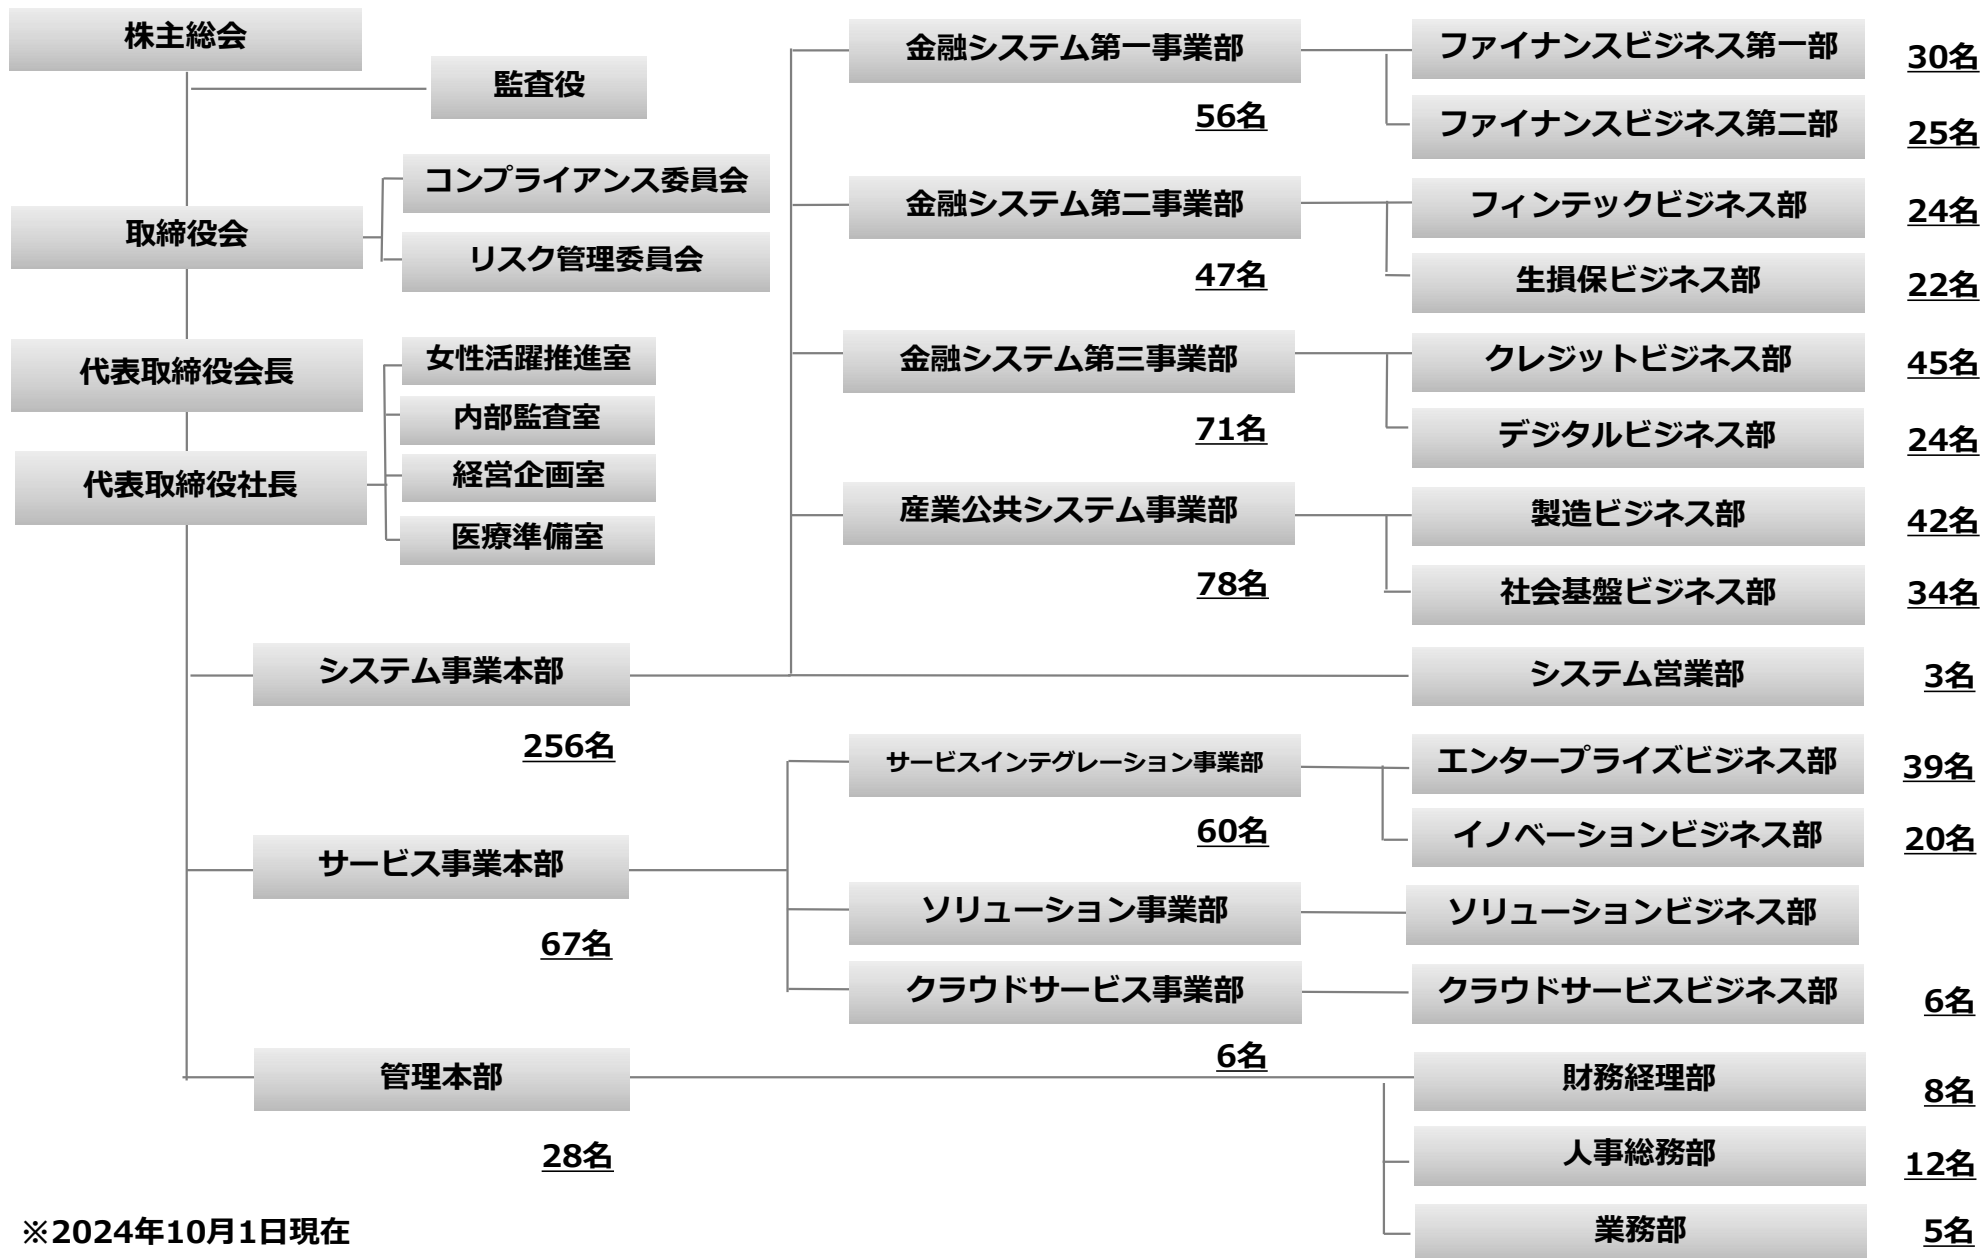 株主総会
監査役
コンプライアンス委員会
取締役会
リスク管理委員会
代表取締役会長
女性活躍推進室
内部監査室
代表取締役社長
経営企画室
医療準備室
システム事業本部
256名
サービス事業本部
67名
管理本部
28名
※2024年10月1日現在
金融システム第一事業部
56名
金融システム第二事業部
47名
金融システム第三事業部
71名
産業公共システム事業部
78名
サービスインテグレーション事業部
60名
ソリューション事業部
クラウドサービス事業部
6名
ファイナンスビジネス第一部 30名
ファイナンスビジネス第二部 25名
フィンテックビジネス部 24名
生損保ビジネス部 22名
クレジットビジネス部 45名
デジタルビジネス部 24名
製造ビジネス部 42名
社会基盤ビジネス部 34名
システム営業部 3名
エンタープライズビジネス部 39名
イノベーションビジネス部 20名
ソリューションビジネス部
クラウドサービスビジネス部 6名
財務経理部 8名
人事総務部 12名
業務部 5名